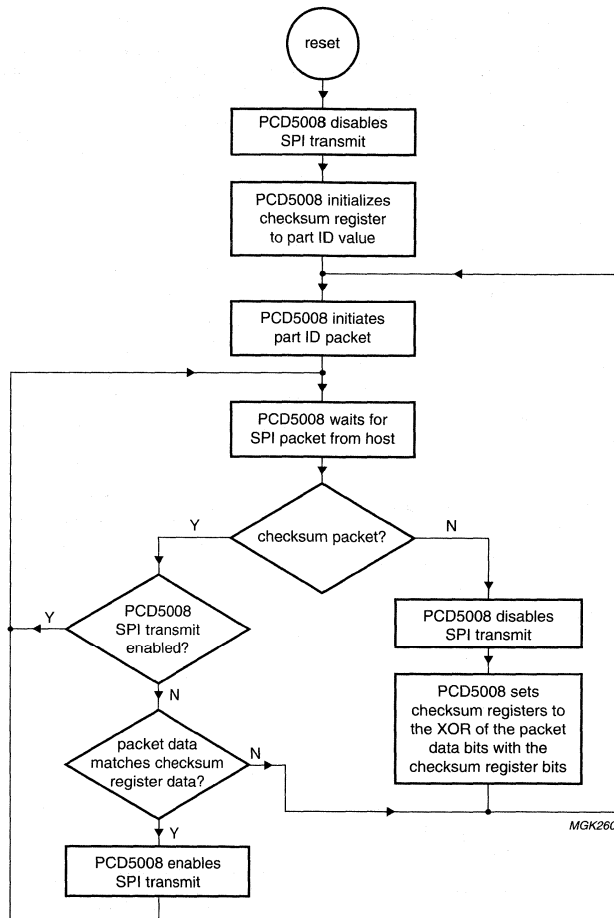 reset
PCD5008 disables
SPI transmit
PCD5008 initializes
checksum register
to part ID value
PCD5008 initiates
part ID packet
PCD5008 waits for
SPI packet from host
checksum packet?
Y
N
PCD5008
SPI transmit
enabled?
Y
N
PCD5008 disables
SPI transmit
PCD5008 sets
checksum registers to
the XOR of the packet
data bits with the
checksum register bits
packet data
matches checksum
register data?
N
Y
MGK260
PCD5008 enables
SPI transmit